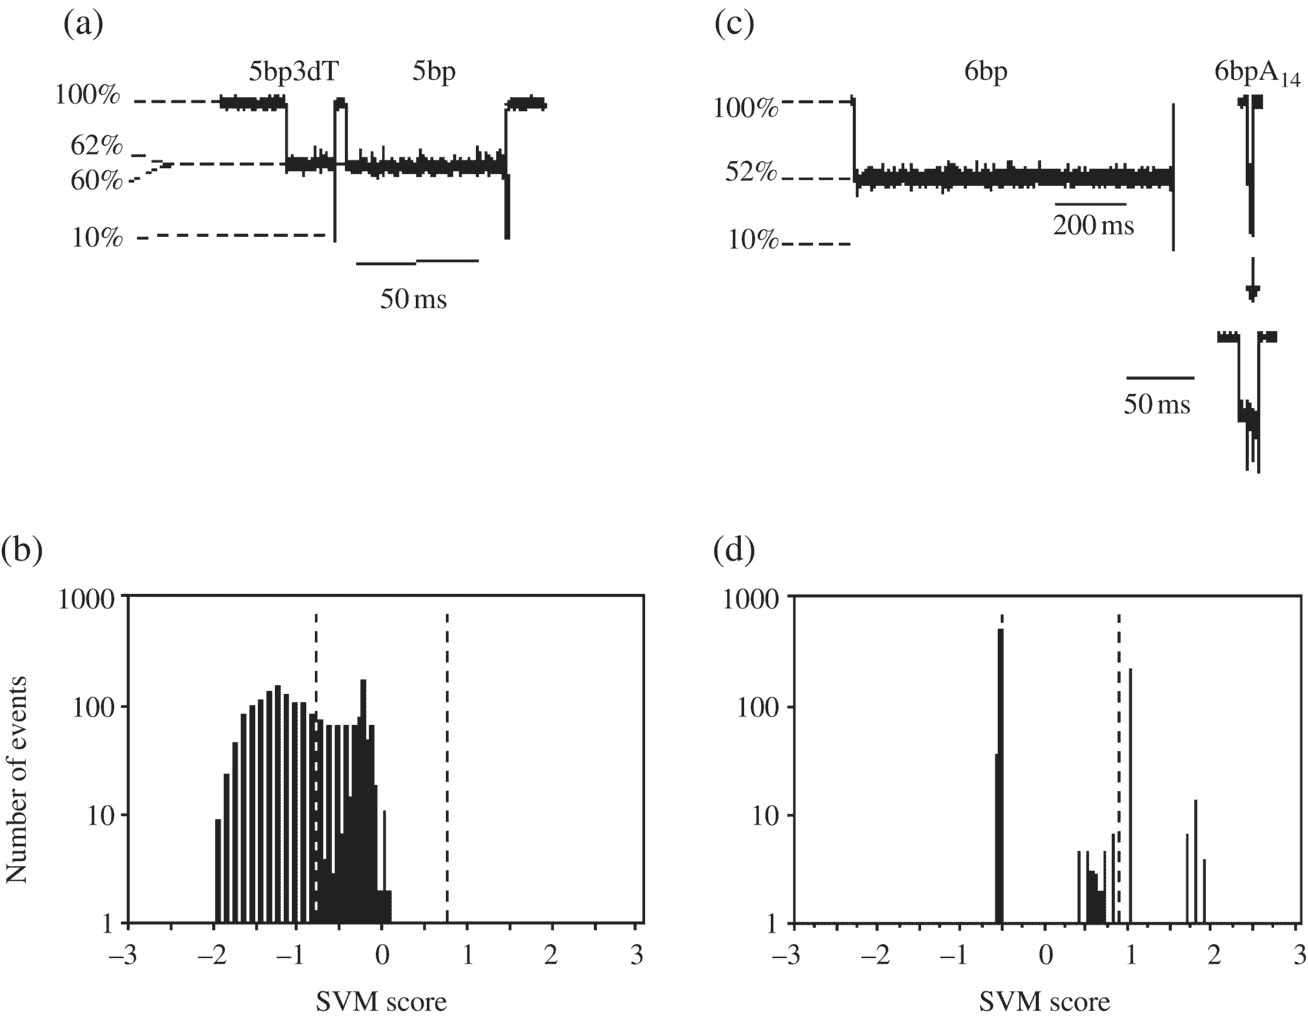 (a)
5bp3dT 5bp
100%
62%
60%
10%
50 ms
(c)
6bp 6bpA14
100%
52%
10%
200 ms
50 ms
(b)
Number of events
1000
100
10
1
−3 −2 −1 0 1 2 3
SVM score
(d)
1000
100
10
1
−3 −2 −1 0 1 2 3
SVM score